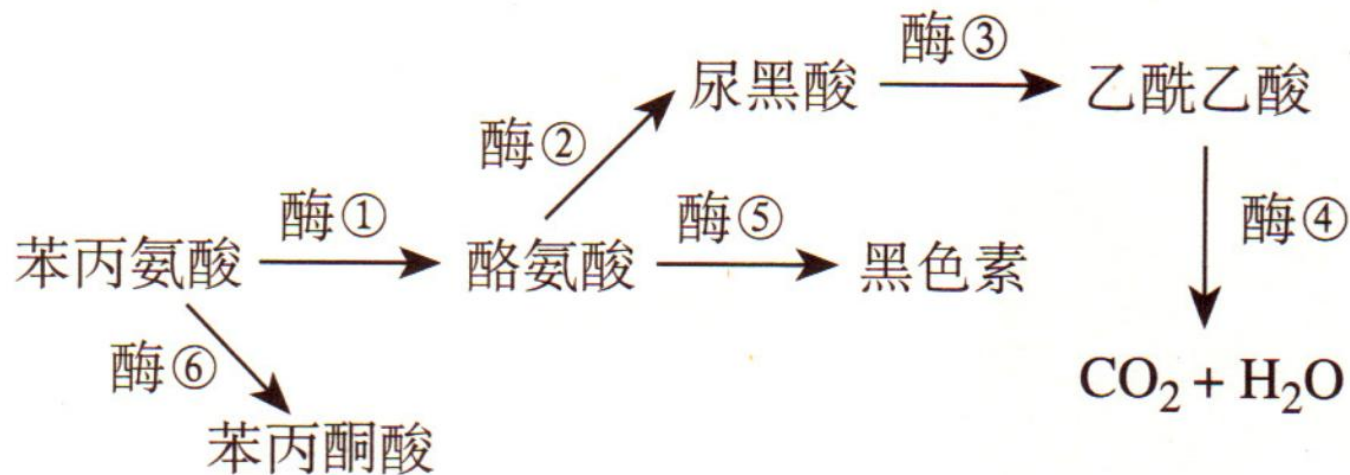 酶③
尿黑酸 乙酰乙酸
酶②
酶① 酶⑤ 酶④
苯丙氨酸 酪氨酸 黑色素
酶⑥
CO₂ + H₂O
苯丙酮酸